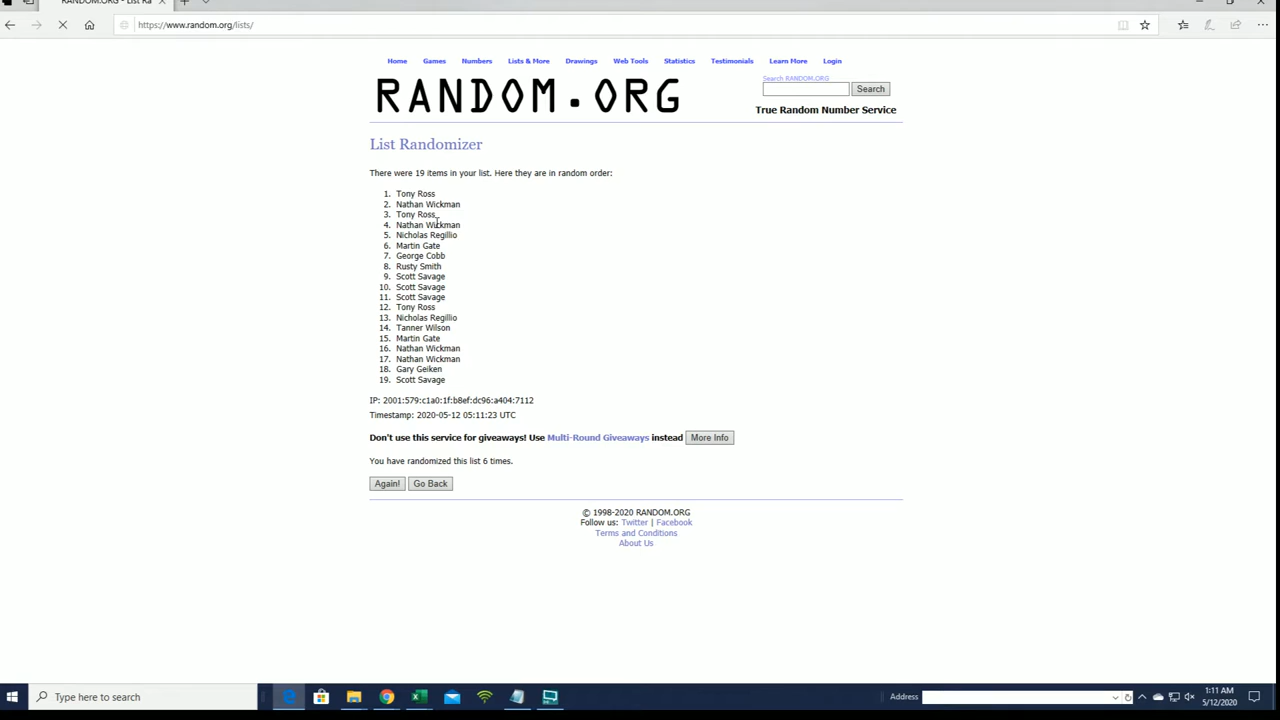 RANDOM.ORG - List Ra
https://www.random.org/lists/
Home Games Numbers Lists & More Drawings Web Tools Statistics Testimonials Learn More Login
RANDOM.ORG
Search RANDOM.ORG
Search
True Random Number Service
List Randomizer
There were 19 items in your list. Here they are in random order:
1. Tony Ross
2. Nathan Wickman
3. Tony Ross
4. Nathan Wickman
5. Nicholas Regillio
6. Martin Gate
7. George Cobb
8. Rusty Smith
9. Scott Savage
10. Scott Savage
11. Scott Savage
12. Tony Ross
13. Nicholas Regillio
14. Tanner Wilson
15. Martin Gate
16. Nathan Wickman
17. Nathan Wickman
18. Gary Geiken
19. Scott Savage
IP: 2001:579:c1a0:1f:b8ef:dc96:a404:7112
Timestamp: 2020-05-12 05:11:23 UTC
Don't use this service for giveaways! Use Multi-Round Giveaways instead More Info
You have randomized this list 6 times.
Again! Go Back
© 1998-2020 RANDOM.ORG
Follow us: Twitter | Facebook
Terms and Conditions
About Us
Type here to search
Address
1:11 AM
5/12/2020